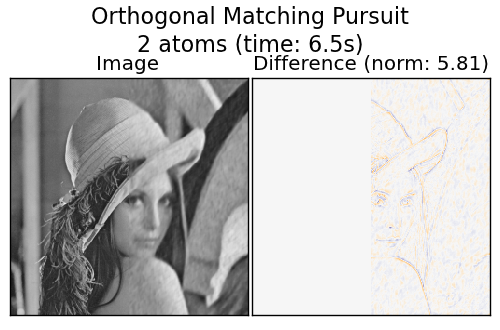 Orthogonal Matching Pursuit
2 atoms (time: 6.5s)
Image
Difference (norm: 5.81)